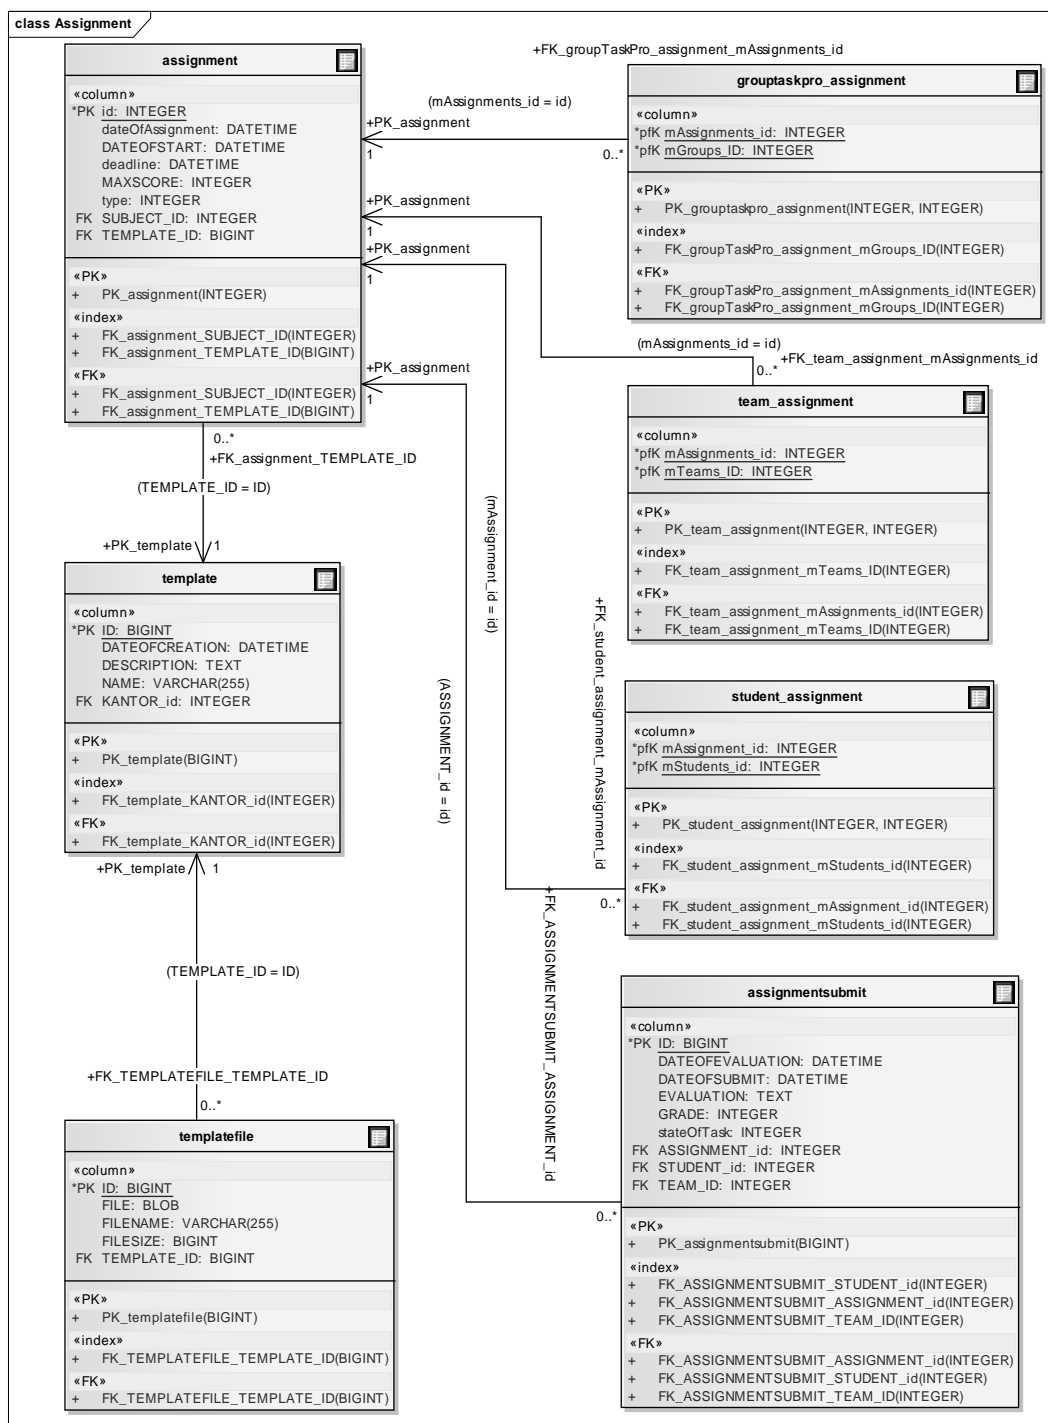 class Assignment
assignment
«column»
*PK id: INTEGER
dateOfAssignment: DATETIME
DATEOFSTART: DATETIME
deadline: DATETIME
MAXSCORE: INTEGER
type: INTEGER
FK SUBJECT_ID: INTEGER
FK TEMPLATE_ID: BIGINT
«PK»
+ PK_assignment(INTEGER)
«index»
+ FK_assignment_SUBJECT_ID(INTEGER)
+ FK_assignment_TEMPLATE_ID(BIGINT)
«FK»
+ FK_assignment_SUBJECT_ID(INTEGER)
+ FK_assignment_TEMPLATE_ID(BIGINT)
+FK_groupTaskPro_assignment_mAssignments_id
(mAssignments_id = id)
+PK_assignment
1
0..*
grouptaskpro_assignment
«column»
*pfK mAssignments_id: INTEGER
*pfK mGroups_ID: INTEGER
«PK»
+ PK_grouptaskpro_assignment(INTEGER, INTEGER)
«index»
+ FK_groupTaskPro_assignment_mGroups_ID(INTEGER)
«FK»
+ FK_groupTaskPro_assignment_mAssignments_id(INTEGER)
+ FK_groupTaskPro_assignment_mGroups_ID(INTEGER)
+PK_assignment
1
+PK_assignment
1
(mAssignments_id = id)
+FK_team_assignment_mAssignments_id
0..*
+PK_assignment
1
team_assignment
«column»
*pfK mAssignments_id: INTEGER
*pfK mTeams_ID: INTEGER
«PK»
+ PK_team_assignment(INTEGER, INTEGER)
«index»
+ FK_team_assignment_mTeams_ID(INTEGER)
«FK»
+ FK_team_assignment_mAssignments_id(INTEGER)
+ FK_team_assignment_mTeams_ID(INTEGER)
0..*
+FK_assignment_TEMPLATE_ID
(TEMPLATE_ID = ID)
+PK_template
1
template
«column»
*PK ID: BIGINT
DATEOFCREATION: DATETIME
DESCRIPTION: TEXT
NAME: VARCHAR(255)
FK KANTOR_id: INTEGER
«PK»
+ PK_template(BIGINT)
«index»
+ FK_template_KANTOR_id(INTEGER)
«FK»
+ FK_template_KANTOR_id(INTEGER)
+PK_template
1
(mAssignment_id = id)
+FK_student_assignment_mAssignment_id
0..*
student_assignment
«column»
*pfK mAssignment_id: INTEGER
*pfK mStudents_id: INTEGER
«PK»
+ PK_student_assignment(INTEGER, INTEGER)
«index»
+ FK_student_assignment_mStudents_id(INTEGER)
«FK»
+ FK_student_assignment_mAssignment_id(INTEGER)
+ FK_student_assignment_mStudents_id(INTEGER)
(ASSIGNMENT_id = id)
+FK_ASSIGNMENTSUBMIT_ASSIGNMENT_id
0..*
assignmentsubmit
«column»
*PK ID: BIGINT
DATEOFEVALUATION: DATETIME
DATEOFSUBMIT: DATETIME
EVALUATION: TEXT
GRADE: INTEGER
stateOfTask: INTEGER
FK ASSIGNMENT_id: INTEGER
FK STUDENT_id: INTEGER
FK TEAM_ID: INTEGER
«PK»
+ PK_assignmentsubmit(BIGINT)
«index»
+ FK_ASSIGNMENTSUBMIT_STUDENT_id(INTEGER)
+ FK_ASSIGNMENTSUBMIT_ASSIGNMENT_id(INTEGER)
+ FK_ASSIGNMENTSUBMIT_TEAM_ID(INTEGER)
«FK»
+ FK_ASSIGNMENTSUBMIT_ASSIGNMENT_id(INTEGER)
+ FK_ASSIGNMENTSUBMIT_STUDENT_id(INTEGER)
+ FK_ASSIGNMENTSUBMIT_TEAM_ID(INTEGER)
(TEMPLATE_ID = ID)
+FK_TEMPLATEFILE_TEMPLATE_ID
0..*
templatefile
«column»
*PK ID: BIGINT
FILE: BLOB
FILENAME: VARCHAR(255)
FILESIZE: BIGINT
FK TEMPLATE_ID: BIGINT
«PK»
+ PK_templatefile(BIGINT)
«index»
+ FK_TEMPLATEFILE_TEMPLATE_ID(BIGINT)
«FK»
+ FK_TEMPLATEFILE_TEMPLATE_ID(BIGINT)